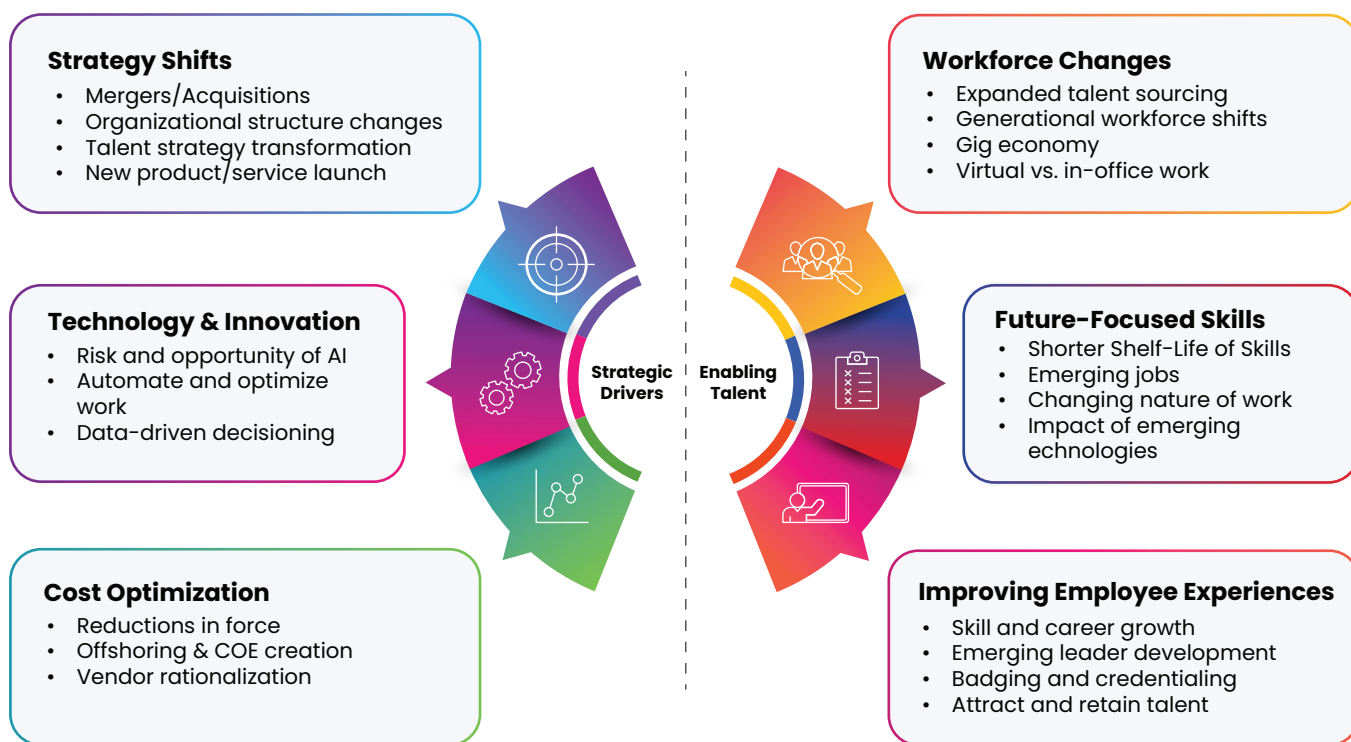 Strategy Shifts
• Mergers/Acquisitions
• Organizational structure changes
• Talent strategy transformation
• New product/service launch
Technology & Innovation
• Risk and opportunity of AI
• Automate and optimize
work
• Data-driven decisioning
Cost Optimization
• Reductions in force
• Offshoring & COE creation
• Vendor rationalization
Strategic
Drivers
Enabling
Talent
Workforce Changes
• Expanded talent sourcing
• Generational workforce shifts
• Gig economy
• Virtual vs. in-office work
Future-Focused Skills
• Shorter Shelf-Life of Skills
• Emerging jobs
• Changing nature of work
• Impact of emerging
echnologies
Improving Employee Experiences
• Skill and career growth
• Emerging leader development
• Badging and credentialing
• Attract and retain talent